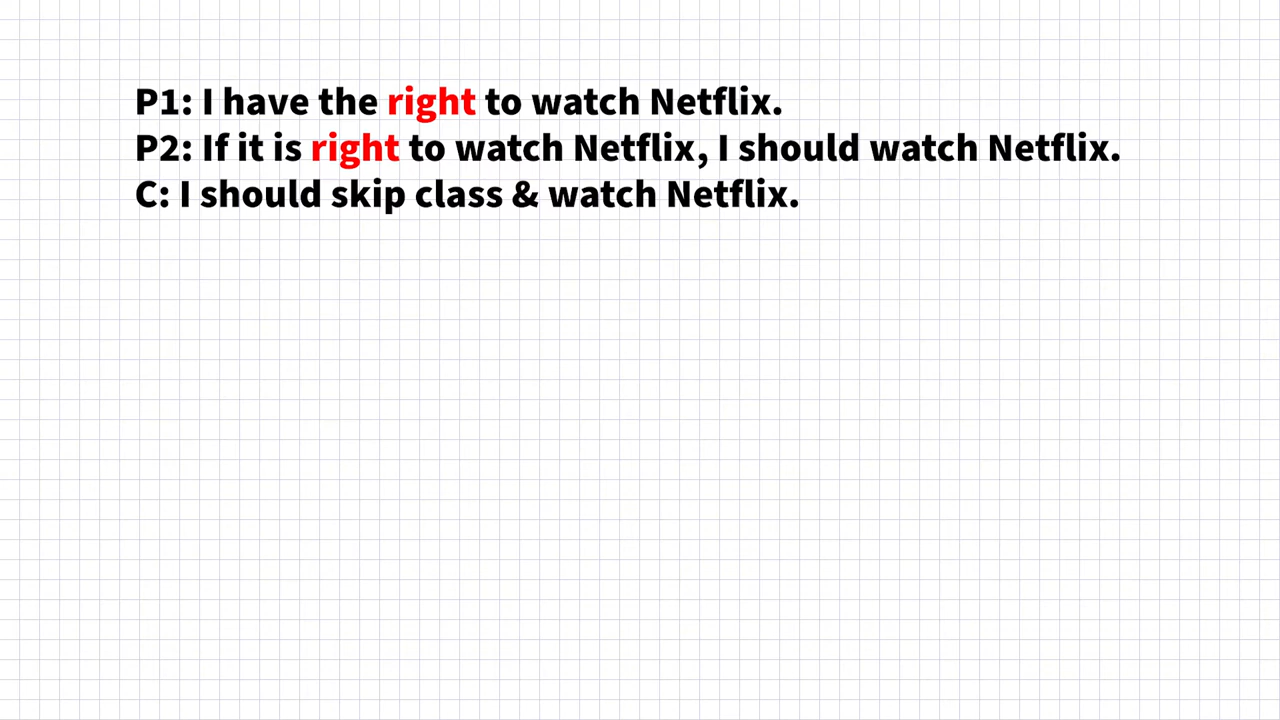 P1: I have the right to watch Netflix.
P2: If it is right to watch Netflix, I should watch Netflix.
C: I should skip class & watch Netflix.